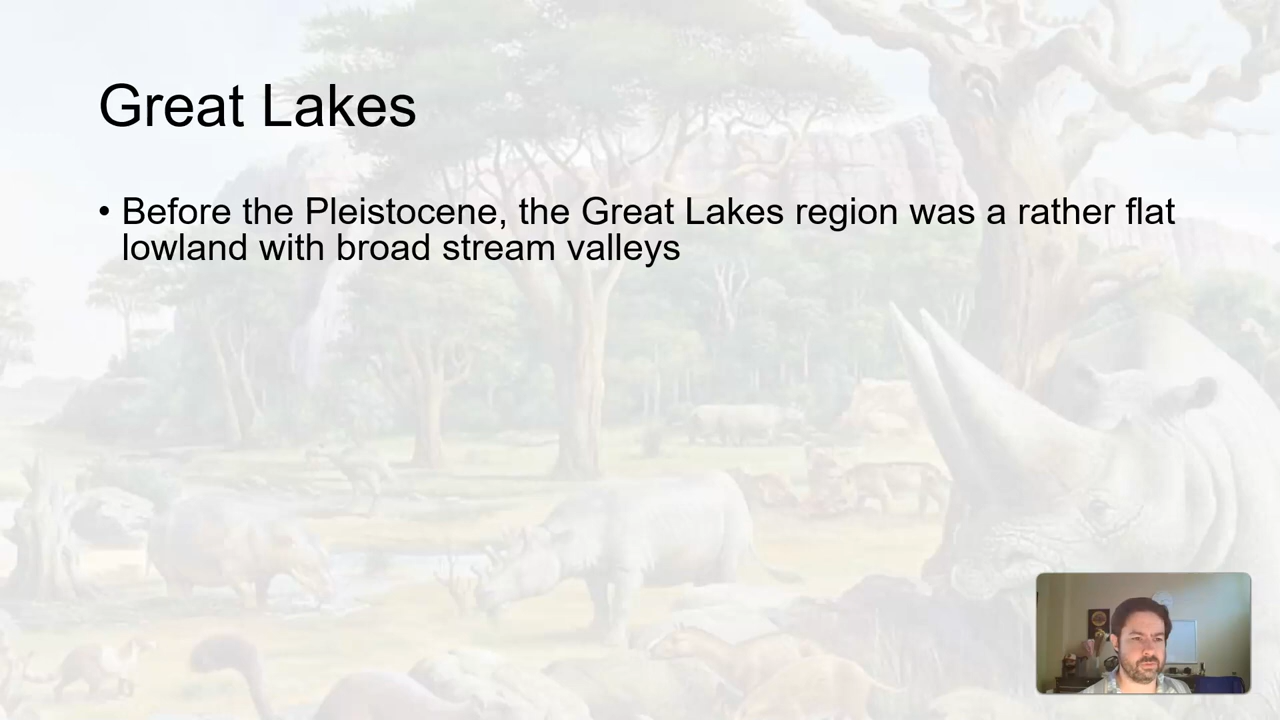 Great Lakes
• Before the Pleistocene, the Great Lakes region was a rather flat
lowland with broad stream valleys